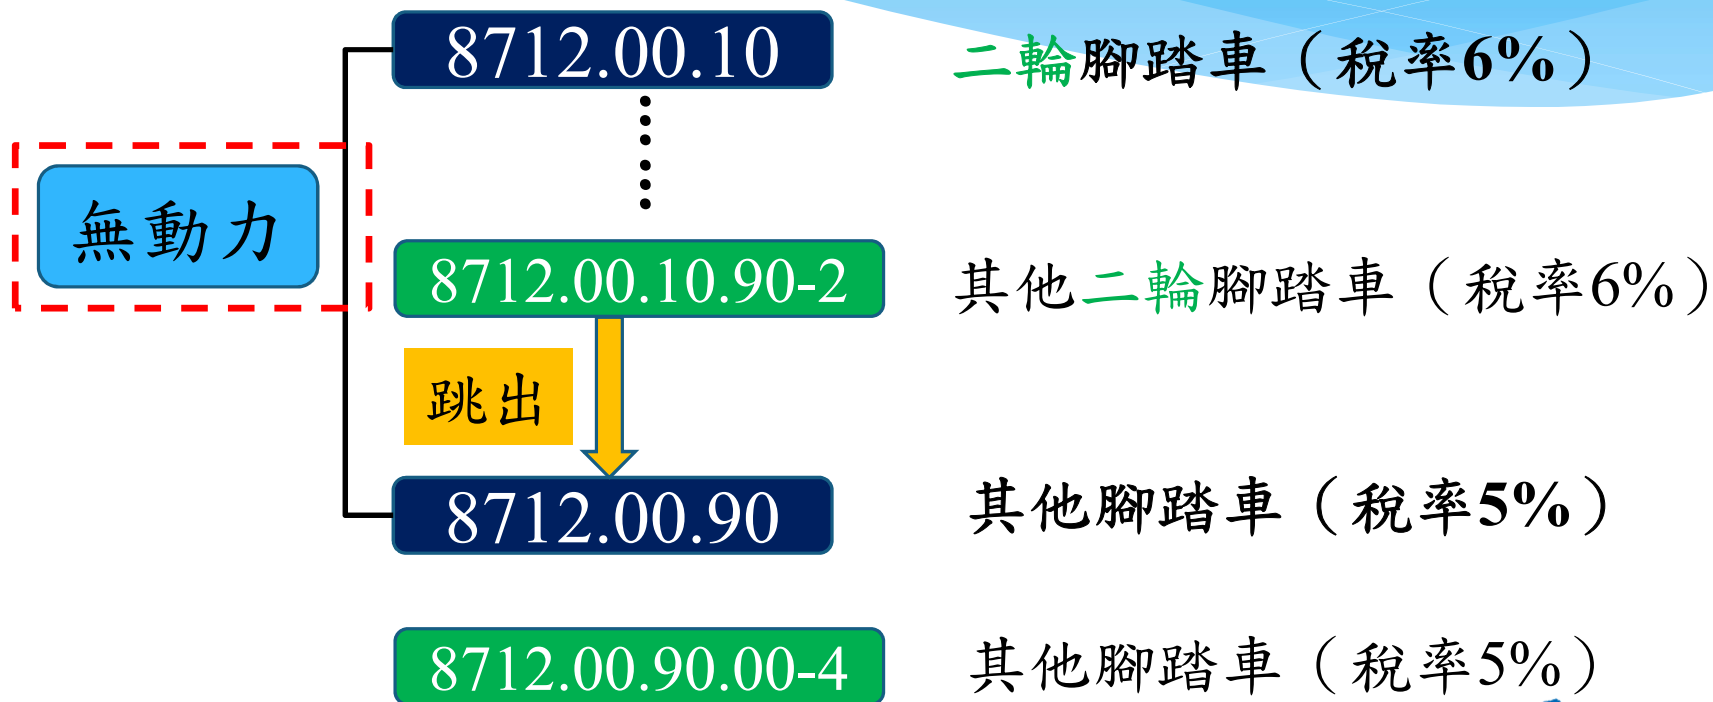 8712.00.10 二輪腳踏車（稅率6%）
無動力
8712.00.10.90-2 其他二輪腳踏車（稅率6%）
跳出
8712.00.90 其他腳踏車（稅率5%）
8712.00.90.00-4 其他腳踏車（稅率5%）